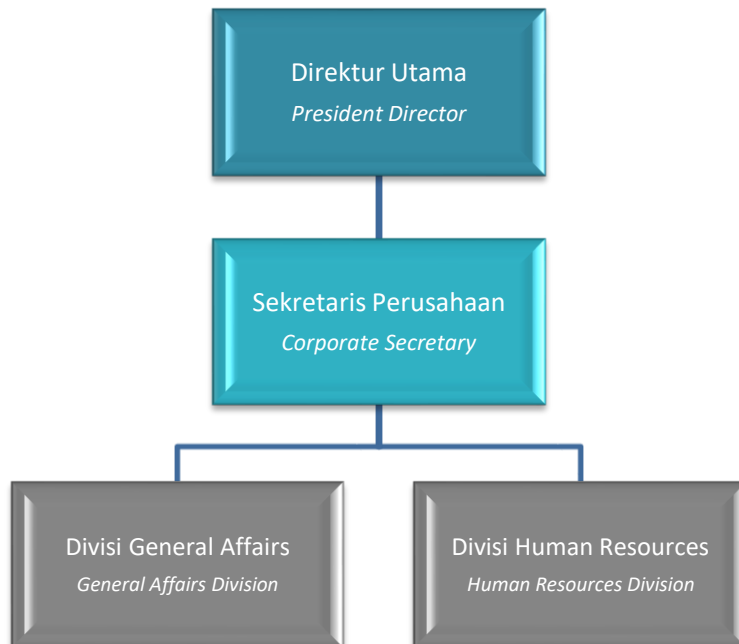 Direktur Utama
President Director
Sekretaris Perusahaan
Corporate Secretary
Divisi General Affairs
General Affairs Division
Divisi Human Resources
Human Resources Division